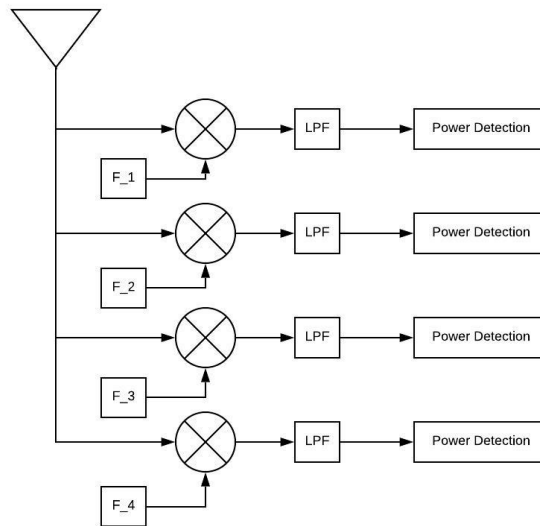 LPF
Power Detection
F_1
LPF
Power Detection
F_2
LPF
Power Detection
F_3
LPF
Power Detection
F_4